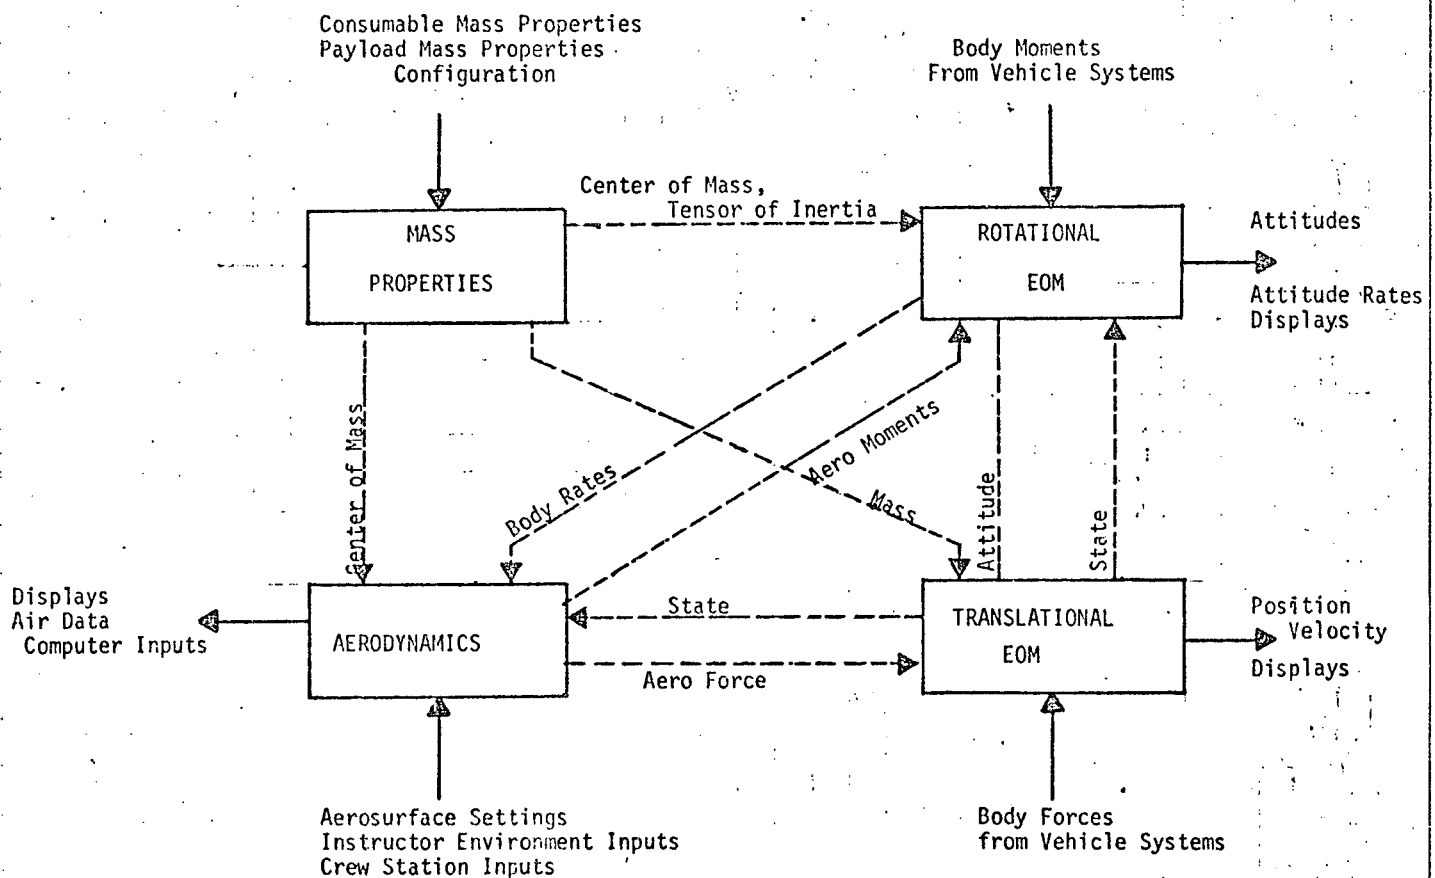 Consumable Mass Properties
Payload Mass Properties
Configuration
Body Moments
From Vehicle Systems
Center of Mass,
Tensor of Inertia
MASS
PROPERTIES
ROTATIONAL
EOM
Attitudes
Attitude Rates
Displays
Center of Mass
Body Rates
Aero Moments
Mass
Attitude
State
Displays
Air Data
Computer Inputs
AERODYNAMICS
State
Aero Force
TRANSLATIONAL
EOM
Position
Velocity
Displays
Aerosurface Settings
Instructor Environment Inputs
Crew Station Inputs
Body Forces
from Vehicle Systems